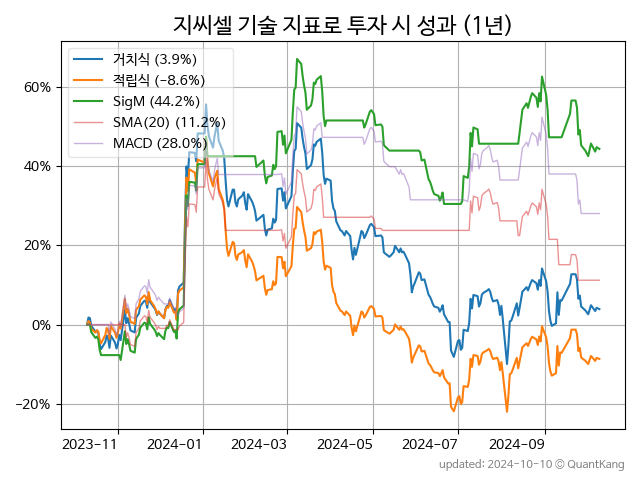 지씨셀 기술 지표로 투자 시 성과 (1년)
거치식 (3.9%)
적립식 (−8.6%)
SigM (44.2%)
SMA(20) (11.2%)
MACD (28.0%)
60%
40%
20%
0%
−20%
2023-11
2024-01
2024-03
2024-05
2024-07
2024-09
updated: 2024-10-10 © QuantKang